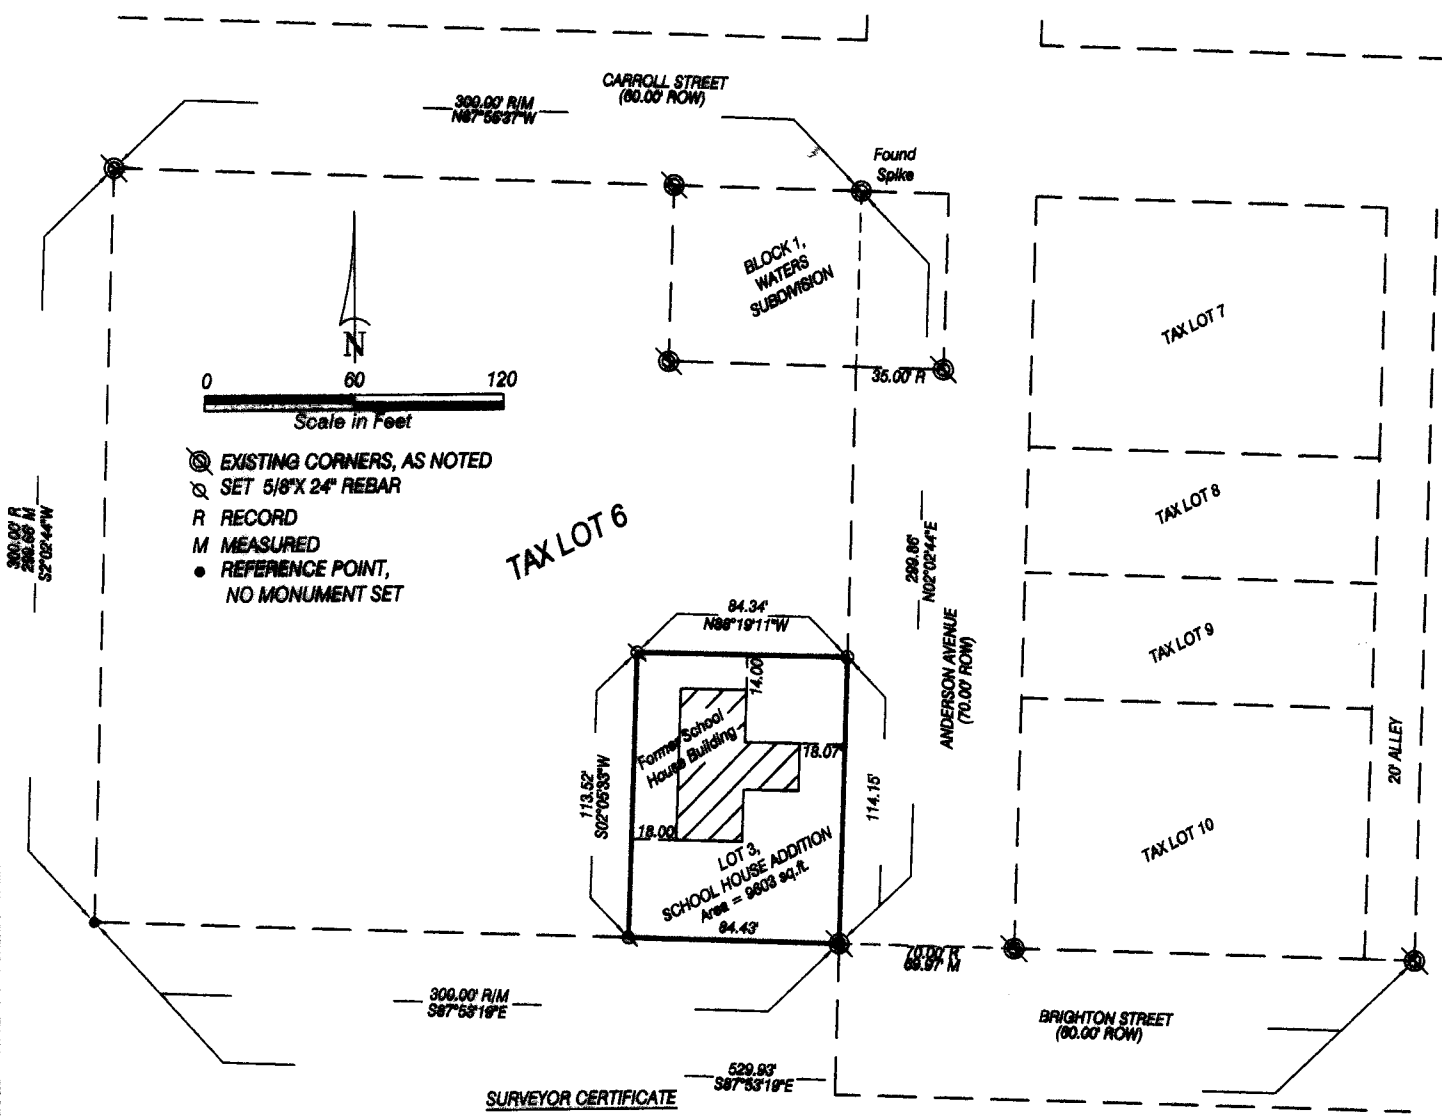 CARROLL STREET
(60.00' ROW)
300.00' R/M
N87°56'37"W
Found
Spike
BLOCK 1,
WATERS
SUBDIVISION
35.00' R
N
0 60 120
Scale in Feet
EXISTING CORNERS, AS NOTED
SET 5/8"X 24" REBAR
R RECORD
M MEASURED
REFERENCE POINT,
NO MONUMENT SET
300.00' R
299.66' M
S2°02'44"W
TAX LOT 6
TAX LOT 7
TAX LOT 8
TAX LOT 9
TAX LOT 10
20' ALLEY
299.86'
N02°02'44"E
ANDERSON AVENUE
(70.00' ROW)
84.34'
N88°19'11"W
14.00'
Former School
House Building
18.07'
113.52'
S02°05'33"W
114.15'
18.00'
LOT 3,
SCHOOL HOUSE ADDITION
Area = 9603 sq.ft.
84.43'
70.00' R
69.97' M
300.00' R/M
S87°53'19"E
BRIGHTON STREET
(60.00' ROW)
529.93'
S87°53'19"E
SURVEYOR CERTIFICATE